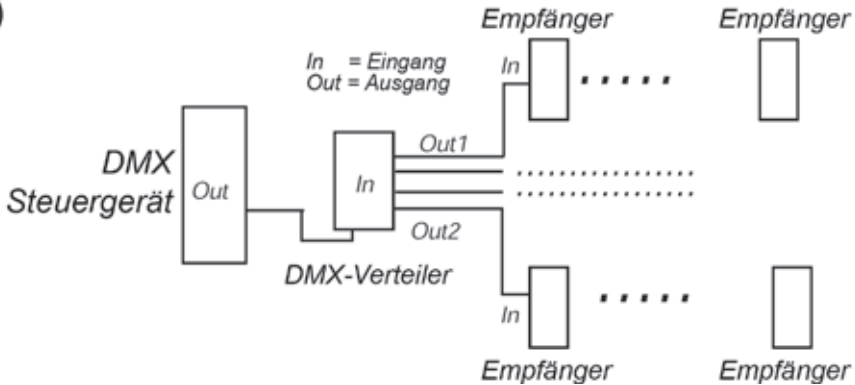 )
Empfänger Empfänger
In = Eingang
Out = Ausgang
In
Out1
DMX
Steuergerät
Out
In
Out2
DMX-Verteiler
In
Empfänger Empfänger